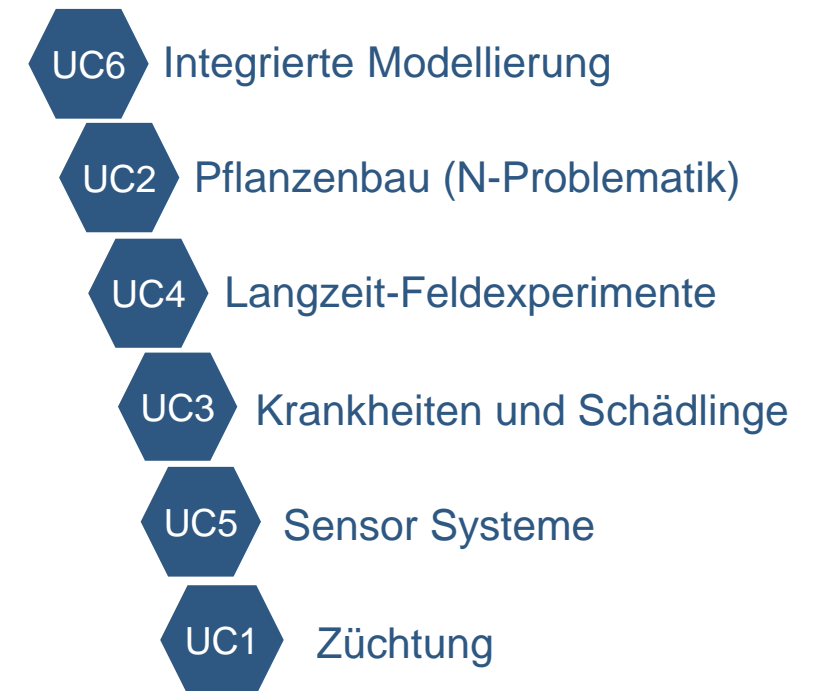 UC6 Integrierte Modellierung
UC2 Pflanzenbau (N-Problematik)
UC4 Langzeit-Feldexperimente
UC3 Krankheiten und Schädlinge
UC5 Sensor Systeme
UC1 Züchtung